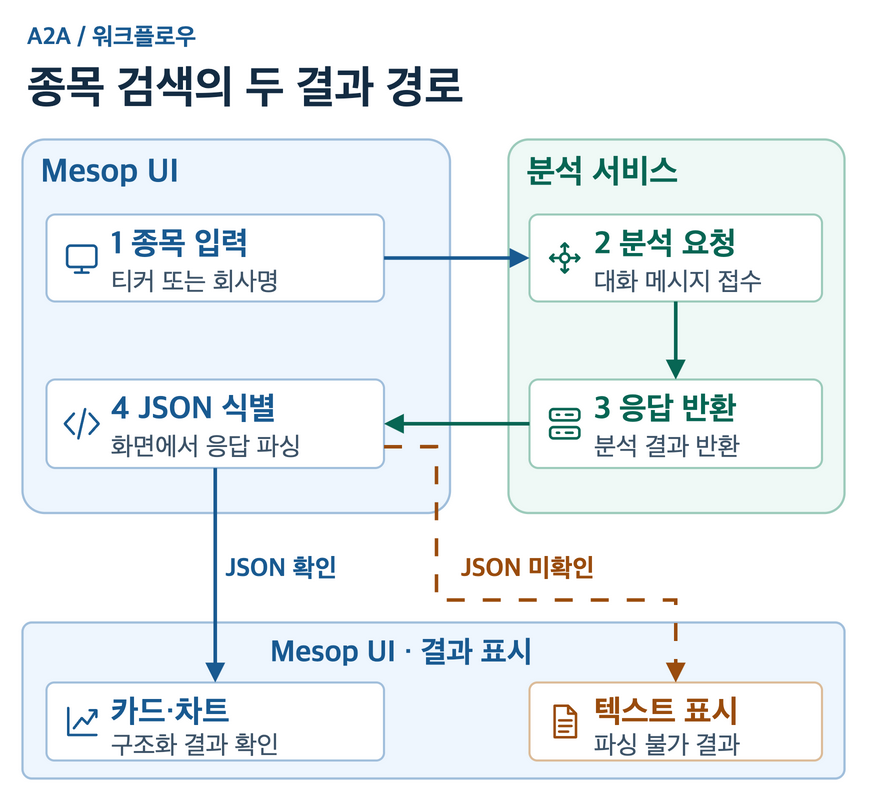 A2A / 워크플로우
종목 검색의 두 결과 경로
Mesop UI
분석 서비스
1 종목 입력
티커 또는 회사명
2 분석 요청
대화 메시지 접수
4 JSON 식별
화면에서 응답 파싱
3 응답 반환
분석 결과 반환
JSON 확인
JSON 미확인
Mesop UI · 결과 표시
카드·차트
구조화 결과 확인
텍스트 표시
파싱 불가 결과